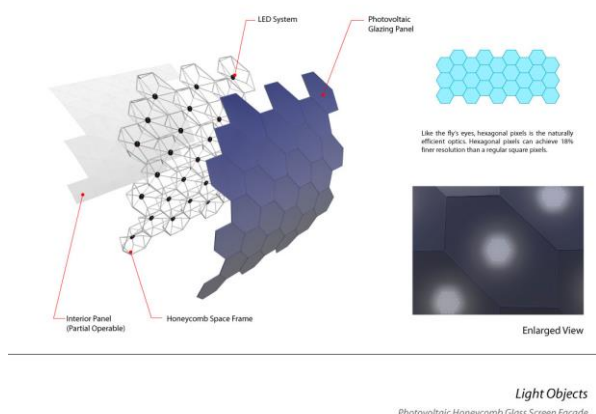 LED System
Photovoltaic
Glazing Panel
Like the fly's eyes, hexagonal pixels is the naturally
efficient optics. Hexagonal pixels can achieve 18%
finer resolution than a regular square pixels.
Interior Panel
(Partial Operable)
Honeycomb Space Frame
Enlarged View
Light Objects
Photovoltaic Honeycomb Glass Screen Facade